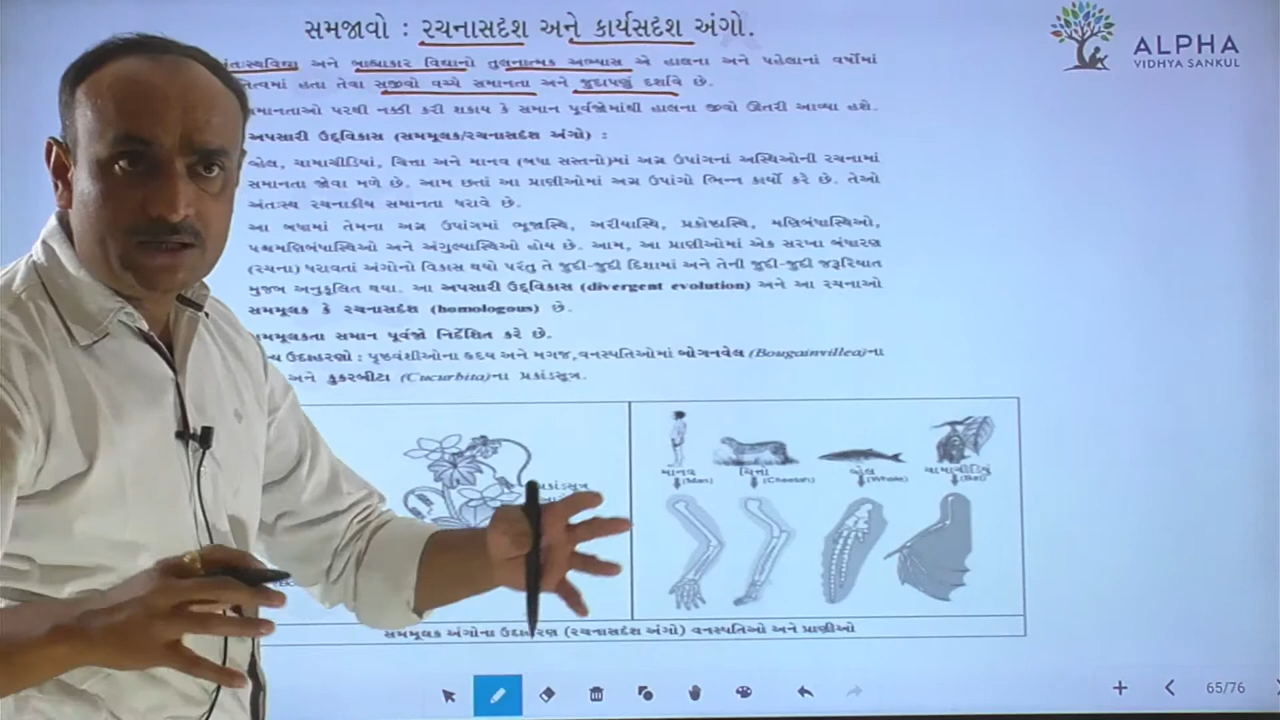 સમજાવો : રચનાસદૃશ અને કાર્યસદૃશ અંગો.
ALPHA
VIDHYA SANKUL
અને બાહ્યાકાર વિદ્યાનો તુલનાત્મક અભ્યાસ એ હાલના અને પહેલાનાં વર્ષોમાં
હતા તેવા સજીવો વચ્ચે સમાનતા અને જુદાપણું દર્શાવે છે.
પરથી નક્કી કરી શકાય કે સમાન પૂર્વજોમાંથી હાલના જીવો ઊતરી આવ્યા હશે.
અપસારી ઉદ્‌વિકાસ (સમમૂલક/રચનાસદૃશ અંગો) :
વ્હેલ, ચામાચીડિયાં, ચિત્તા અને માનવ (બધા સસ્તનો)માં અગ્ર ઉપાંગનાં અસ્થિઓની રચનામાં
સમાનતા જોવા મળે છે. આમ છતાં આ પ્રાણીઓમાં અગ્ર ઉપાંગો ભિન્ન કાર્યો કરે છે. તેઓ
અંતઃસ્થ રચનાકીય સમાનતા ધરાવે છે.
આ બધામાં તેમના અગ્ર ઉપાંગમાં ભૂજાસ્થિ, અરીયાસ્થિ, પ્રકોષ્ઠાસ્થિ, મણિબંધાસ્થિઓ,
પશ્ચમણિબંધાસ્થિઓ અને અંગુલ્યાસ્થિઓ હોય છે. આમ, આ પ્રાણીઓમાં એક સરખા બંધારણ
(રચના) ધરાવતાં અંગોનો વિકાસ થયો પરંતુ તે જુદી-જુદી દિશામાં અને તેની જુદી-જુદી જરૂરિયાત
મુજબ અનુકૂલિત થયા. આ અપસારી ઉદ્‌વિકાસ (divergent evolution) અને આ રચનાઓ
સમમૂલક કે રચનાસદૃશ (homologous) છે.
સમમૂલકતા સમાન પૂર્વજો નિર્દેશિત કરે છે.
ઉદાહરણો : પૃષ્ઠવંશીઓના હૃદય અને મગજ, વનસ્પતિઓમાં બોગનવેલ (Bougainvillea)ના
અને કુકરબીટા (Cucurbita)ના પ્રકાંડસૂત્ર.
પ્રકાંડસૂત્ર
માનવ ચિત્તો વ્હેલ ચામાચીડિયું
(Man) (Cheetah) (Whale) (Bat)
સમમૂલક અંગોના ઉદાહરણ (રચનાસદૃશ અંગો) વનસ્પતિઓ અને પ્રાણીઓ
65/76